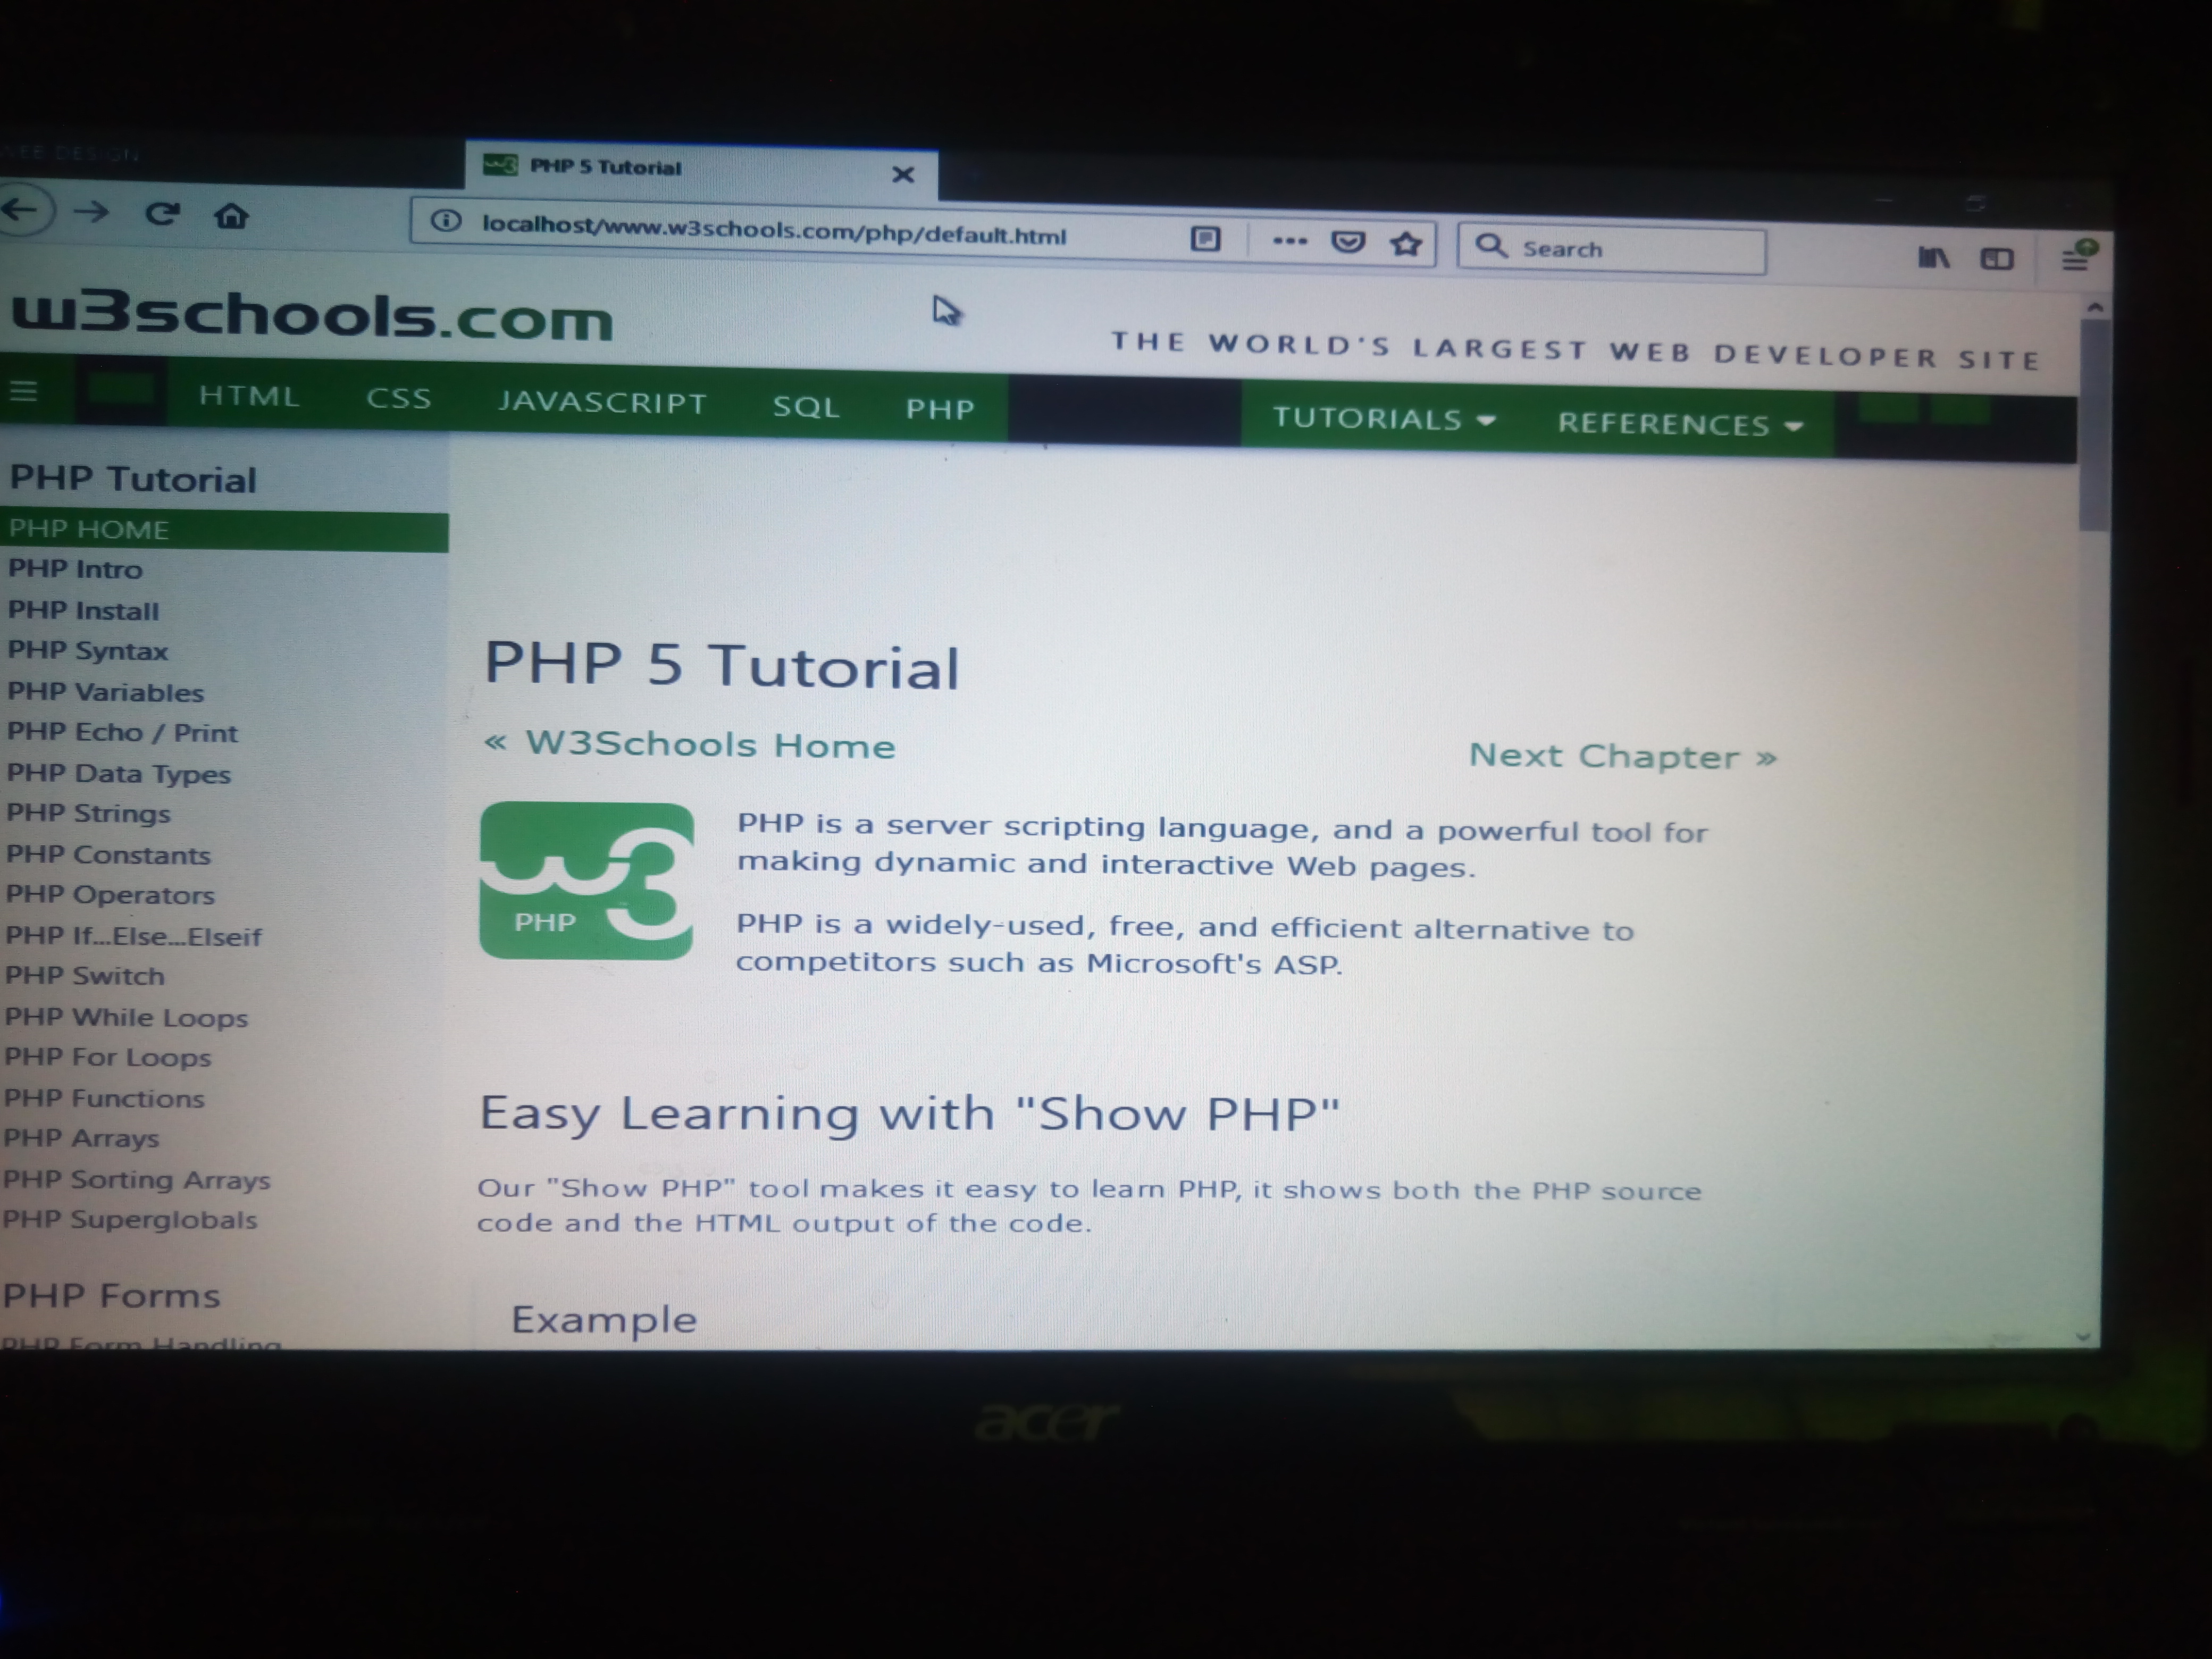 WEB DESIGN
PHP 5 Tutorial
localhost/www.w3schools.com/php/default.html
Search
w3schools.com
THE WORLD'S LARGEST WEB DEVELOPER SITE
HTML CSS JAVASCRIPT SQL PHP TUTORIALS REFERENCES
PHP Tutorial
PHP HOME
PHP Intro
PHP Install
PHP Syntax
PHP Variables
PHP Echo / Print
PHP Data Types
PHP Strings
PHP Constants
PHP Operators
PHP If...Else...Elseif
PHP Switch
PHP While Loops
PHP For Loops
PHP Functions
PHP Arrays
PHP Sorting Arrays
PHP Superglobals
PHP Forms
PHP Form Handling
PHP 5 Tutorial
« W3Schools Home
Next Chapter »
w3
PHP
PHP is a server scripting language, and a powerful tool for
making dynamic and interactive Web pages.
PHP is a widely-used, free, and efficient alternative to
competitors such as Microsoft's ASP.
Easy Learning with "Show PHP"
Our "Show PHP" tool makes it easy to learn PHP, it shows both the PHP source
code and the HTML output of the code.
Example
acer